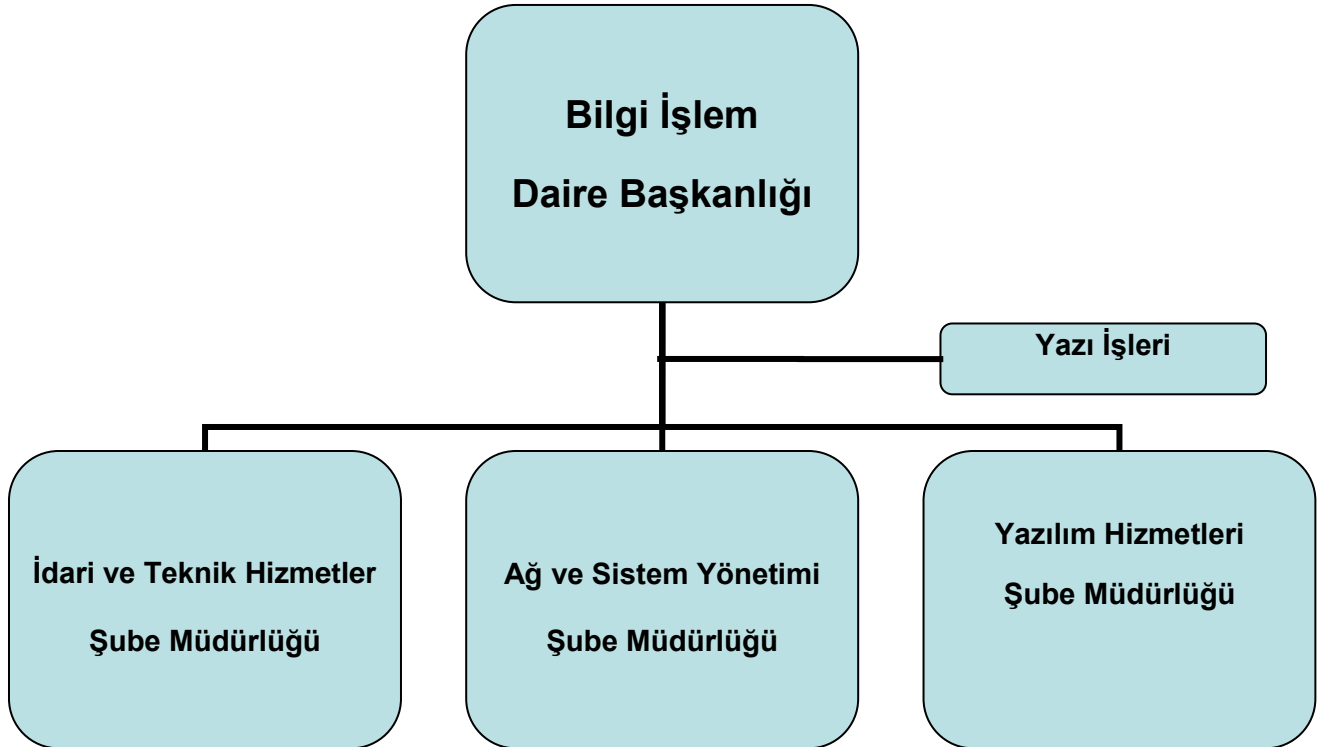 Bilgi İşlem
Daire Başkanlığı
Yazı İşleri
İdari ve Teknik Hizmetler
Şube Müdürlüğü
Ağ ve Sistem Yönetimi
Şube Müdürlüğü
Yazılım Hizmetleri
Şube Müdürlüğü